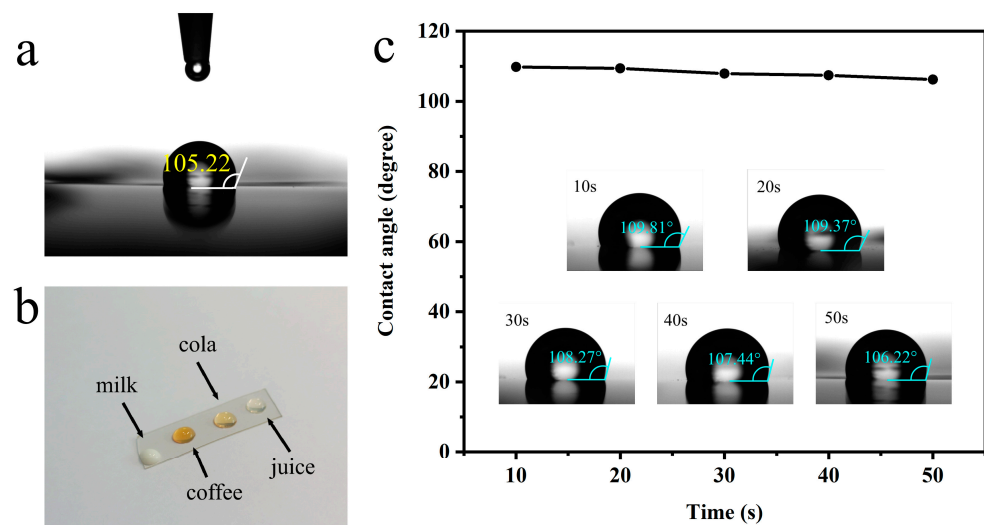 a
105.22
b
cola
milk
juice
coffee
c
Contact angle (degree)
120
100
80
60
40
20
0
10s
109.81°
20s
109.37°
30s
108.27°
40s
107.44°
50s
106.22°
10 20 30 40 50
Time (s)